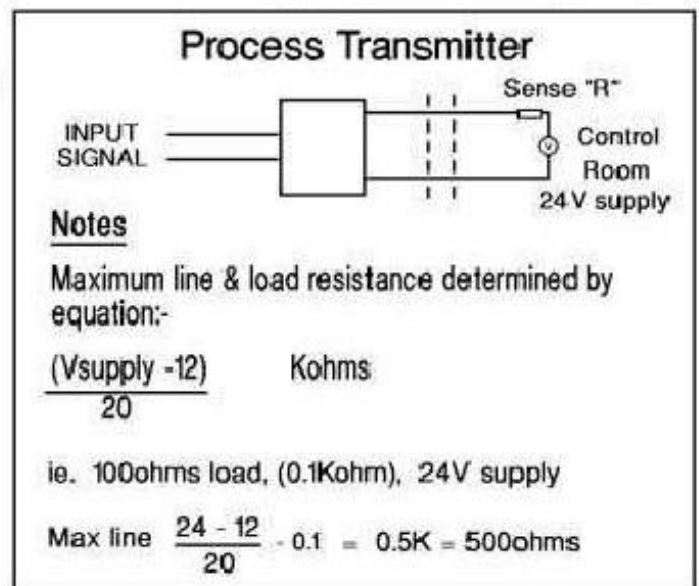 Process Transmitter
Sense "R"
INPUT
SIGNAL
V
Control
Room
24V supply
Notes
Maximum line & load resistance determined by
equation:-
(Vsupply -12) Kohms
20
ie. 100ohms load, (0.1Kohm), 24V supply
Max line 24 - 12 - 0.1 = 0.5K = 500ohms
20